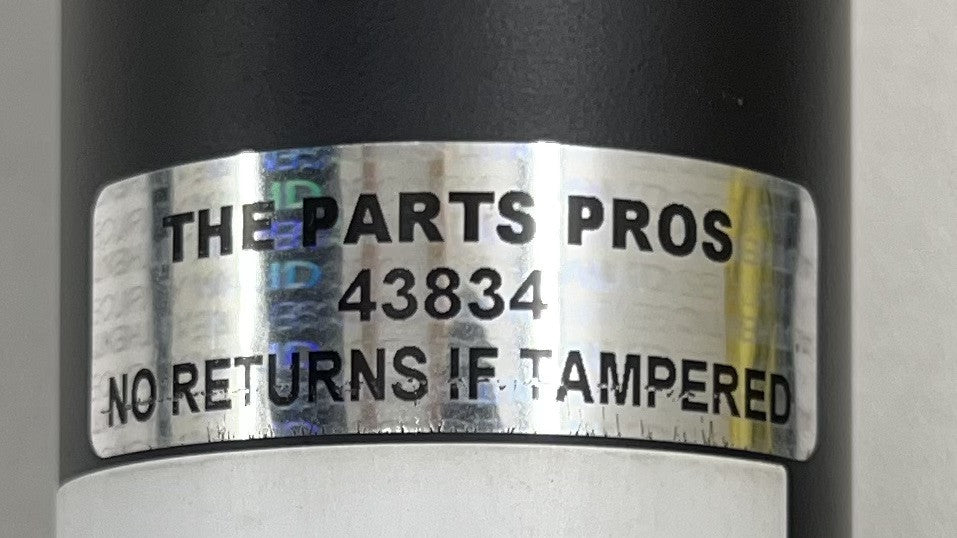 THE PARTS PROS
43834
NO RETURNS IF TAMPERED